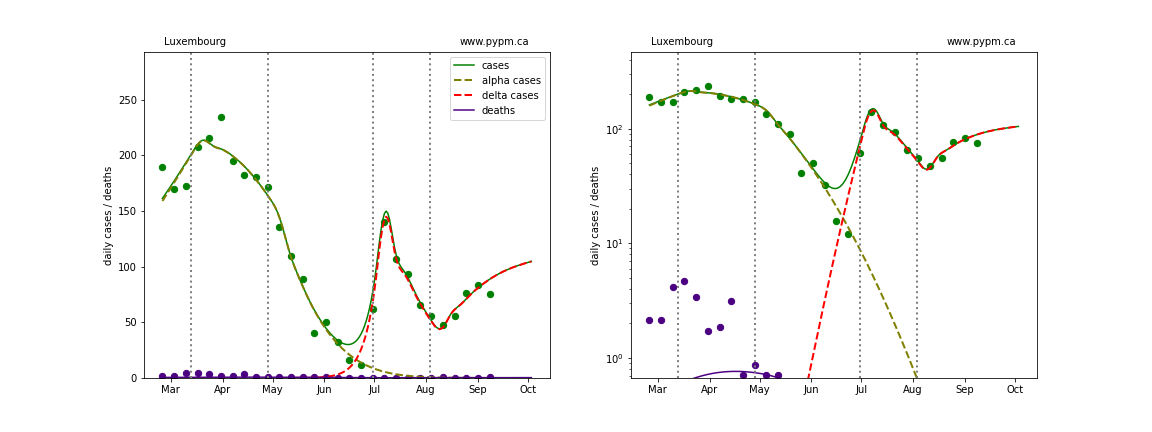 Luxembourg www.pypm.ca
cases
alpha cases
delta cases
deaths
daily cases / deaths
250
200
150
100
50
0
Mar Apr May Jun Jul Aug Sep Oct
Luxembourg www.pypm.ca
daily cases / deaths
10²
10¹
10⁰
Mar Apr May Jun Jul Aug Sep Oct